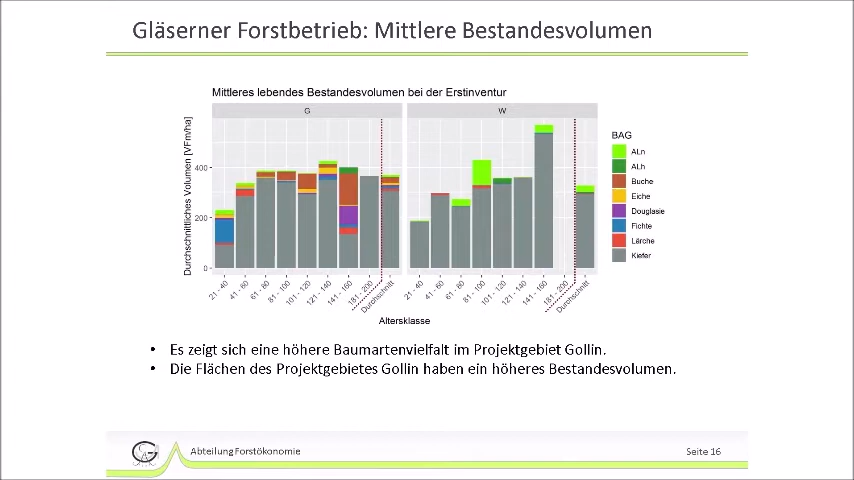 Gläserner Forstbetrieb: Mittlere Bestandesvolumen
Mittleres lebendes Bestandesvolumen bei der Erstinventur
G
W
Durchschnittliches Volumen [VFm/ha]
400
200
0
21 - 40
41 - 60
61 - 80
81 - 100
101 - 120
121 - 140
141 - 160
181 - 200
Durchschnitt
21 - 40
41 - 60
61 - 80
81 - 100
101 - 120
121 - 140
141 - 160
181 - 200
Durchschnitt
Altersklasse
BAG
ALn
ALh
Buche
Eiche
Douglasie
Fichte
Lärche
Kiefer
• Es zeigt sich eine höhere Baumartenvielfalt im Projektgebiet Gollin.
• Die Flächen des Projektgebietes Gollin haben ein höheres Bestandesvolumen.
Abteilung Forstökonomie
Seite 16